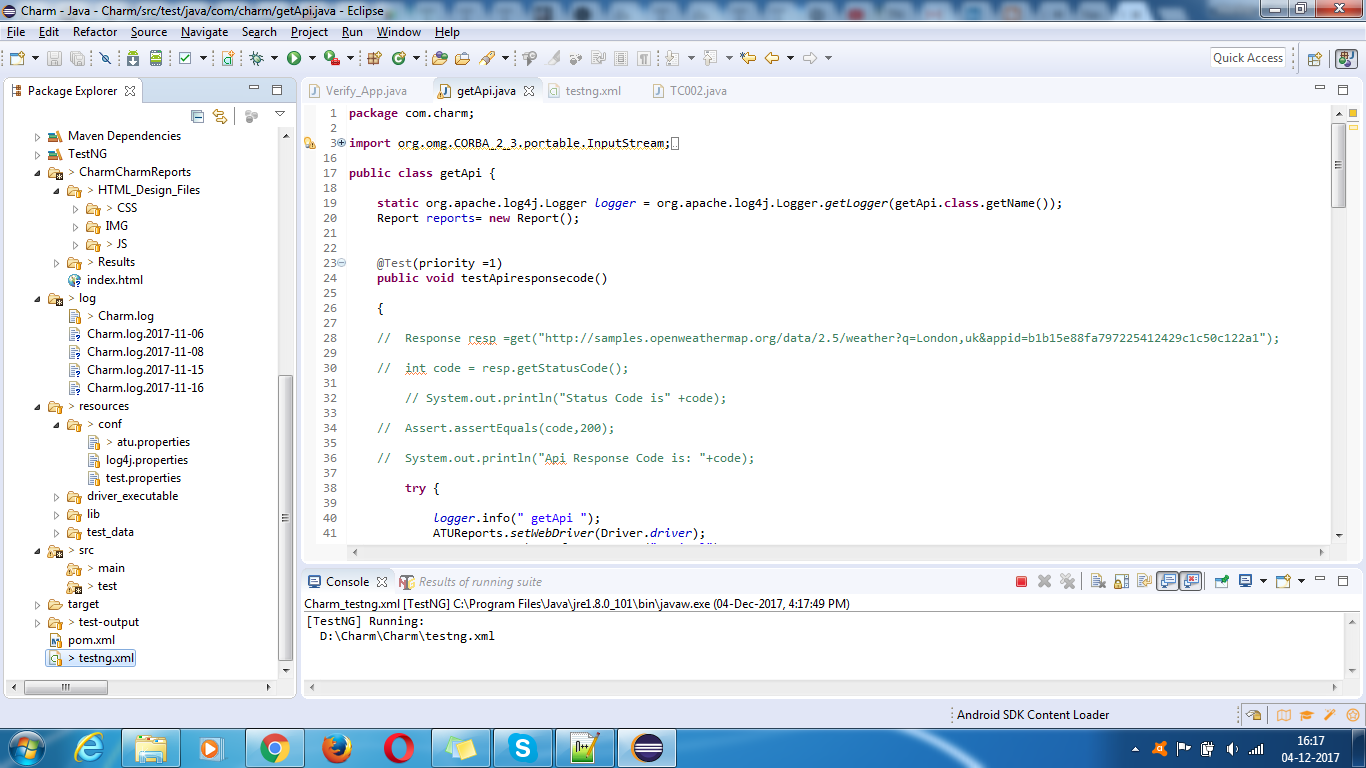 Charm - Java - Charm/src/test/java/com/charm/getApi.java - Eclipse
File Edit Refactor Source Navigate Search Project Run Window Help
Quick Access
Package Explorer
Maven Dependencies
TestNG
> CharmCharmReports
> HTML_Design_Files
> CSS
> IMG
> JS
> Results
index.html
> log
> Charm.log
Charm.log.2017-11-06
Charm.log.2017-11-08
Charm.log.2017-11-15
Charm.log.2017-11-16
> resources
> conf
> atu.properties
log4j.properties
test.properties
driver_executable
> lib
> test_data
> src
> main
> test
target
> test-output
pom.xml
> testng.xml
Verify_App.java getApi.java testng.xml TC002.java
1 package com.charm;
2
3 import org.omg.CORBA_2_3.portable.InputStream;
16
17 public class getApi {
18
19 static org.apache.log4j.Logger logger = org.apache.log4j.Logger.getLogger(getApi.class.getName());
20 Report reports= new Report();
21
22
23 @Test(priority =1)
24 public void testApiresponsecode()
25
26 {
27
28 // Response resp =get("http://samples.openweathermap.org/data/2.5/weather?q=London,uk&appid=b1b15e88fa797225412429c1c50c122a1");
29
30 // int code = resp.getStatusCode();
31
32 // System.out.println("Status Code is" +code);
33
34 // Assert.assertEquals(code,200);
35
36 // System.out.println("Api Response Code is: "+code);
37
38 try {
39
40 logger.info(" getApi ");
41 ATUReports.setWebDriver(Driver.driver);
Console Results of running suite
Charm_testng.xml [TestNG] C:\Program Files\Java\jre1.8.0_101\bin\javaw.exe (04-Dec-2017, 4:17:49 PM)
[TestNG] Running:
D:\Charm\Charm\testng.xml
Android SDK Content Loader
16:17
04-12-2017